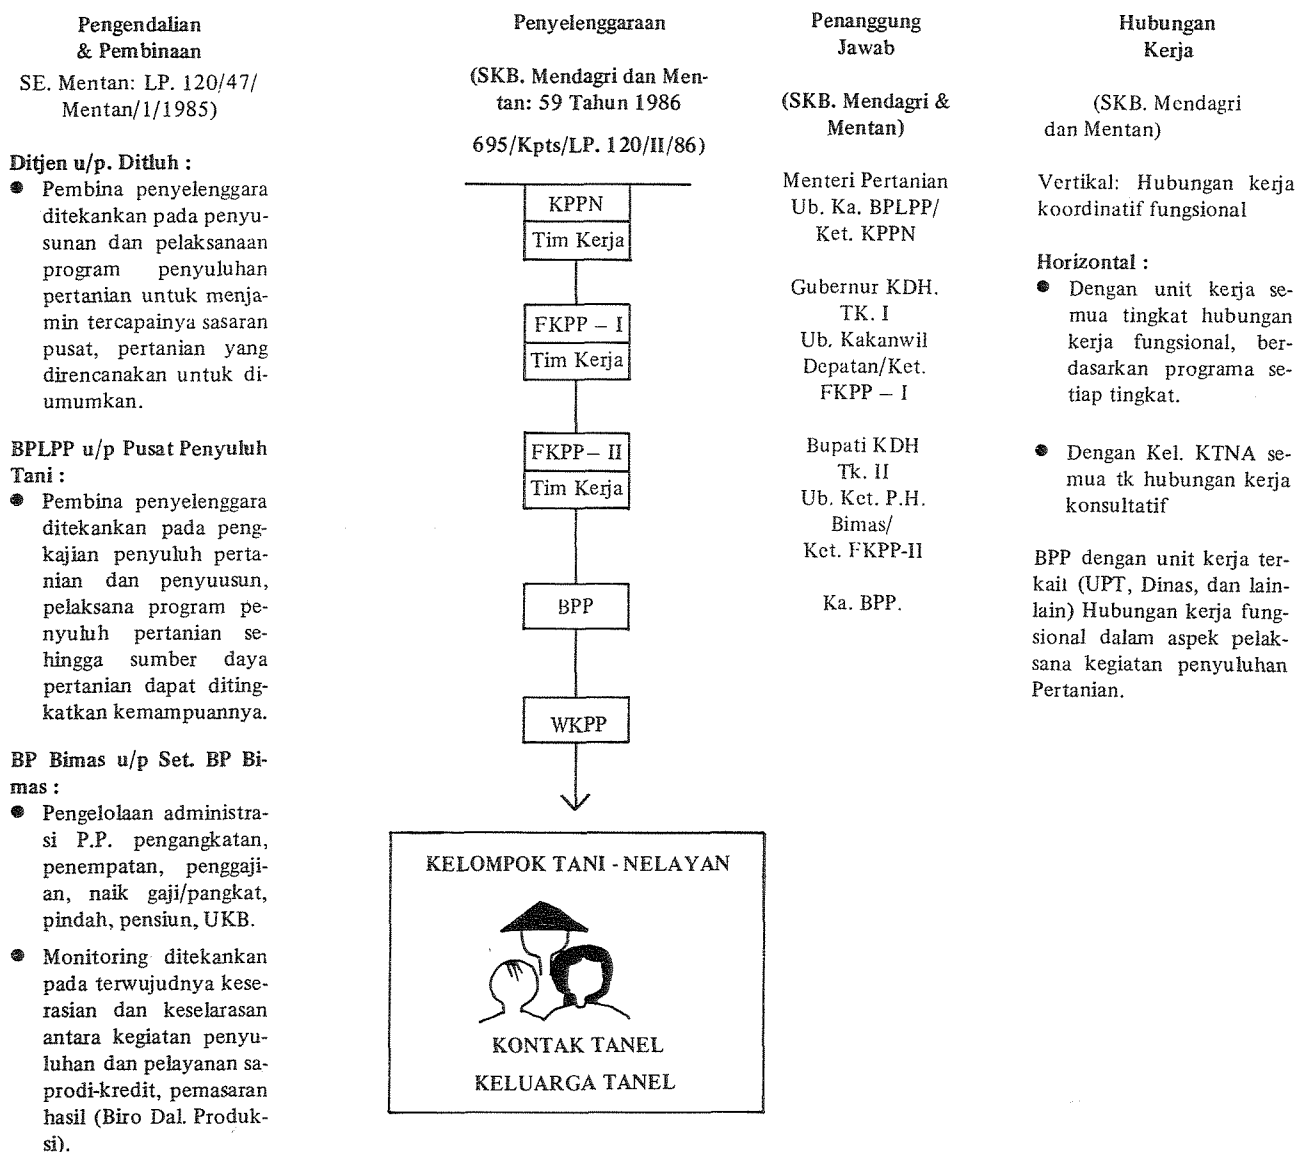 Pengendalian
& Pembinaan
SE. Mentan: LP. 120/47/
Mentan/1/1985)
Ditjen u/p. Ditluh :
● Pembina penyelenggara
ditekankan pada penyu-
sunan dan pelaksanaan
program penyuluhan
pertanian untuk menja-
min tercapainya sasaran
pusat, pertanian yang
direncanakan untuk di-
umumkan.
BPLPP u/p Pusat Penyuluh
Tani :
● Pembina penyelenggara
ditekankan pada peng-
kajian penyuluh perta-
nian dan penyuusun,
pelaksana program pe-
nyuluh pertanian se-
hingga sumber daya
pertanian dapat diting-
katkan kemampuannya.
BP Bimas u/p Set. BP Bi-
mas :
● Pengelolaan administra-
si P.P. pengangkatan,
penempatan, penggaji-
an, naik gaji/pangkat,
pindah, pensiun, UKB.
● Monitoring ditekankan
pada terwujudnya kese-
rasian dan keselarasan
antara kegiatan penyu-
luhan dan pelayanan sa-
prodi-kredit, pemasaran
hasil (Biro Dal. Produk-
si).
Penyelenggaraan
(SKB. Mendagri dan Men-
tan: 59 Tahun 1986
695/Kpts/LP. 120/II/86)
KPPN
Tim Kerja
FKPP – I
Tim Kerja
FKPP – II
Tim Kerja
BPP
WKPP
KELOMPOK TANI - NELAYAN
KONTAK TANEL
KELUARGA TANEL
Penanggung
Jawab
(SKB. Mendagri &
Mentan)
Menteri Pertanian
Ub. Ka. BPLPP/
Ket. KPPN
Gubernur KDH.
TK. I
Ub. Kakanwil
Depatan/Ket.
FKPP – I
Bupati KDH
Tk. II
Ub. Ket. P.H.
Bimas/
Ket. FKPP-II
Ka. BPP.
Hubungan
Kerja
(SKB. Mendagri
dan Mentan)
Vertikal: Hubungan kerja
koordinatif fungsional
Horizontal :
● Dengan unit kerja se-
mua tingkat hubungan
kerja fungsional, ber-
dasarkan programa se-
tiap tingkat.
● Dengan Kel. KTNA se-
mua tk hubungan kerja
konsultatif
BPP dengan unit kerja ter-
kail (UPT, Dinas, dan lain-
lain) Hubungan kerja fung-
sional dalam aspek pelak-
sana kegiatan penyuluhan
Pertanian.